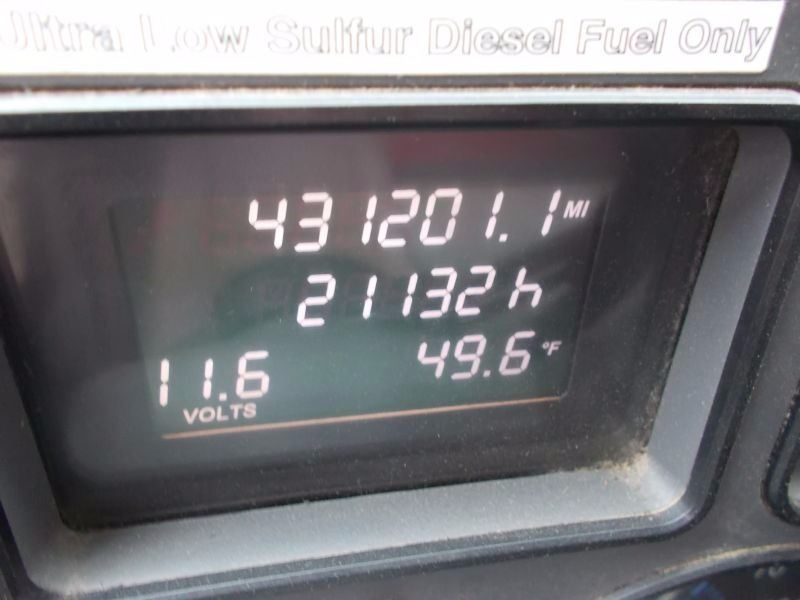 Ultra Low Sulfur Diesel Fuel Only
431201.1 MI
21132 h
11.6 VOLTS
49.6 °F